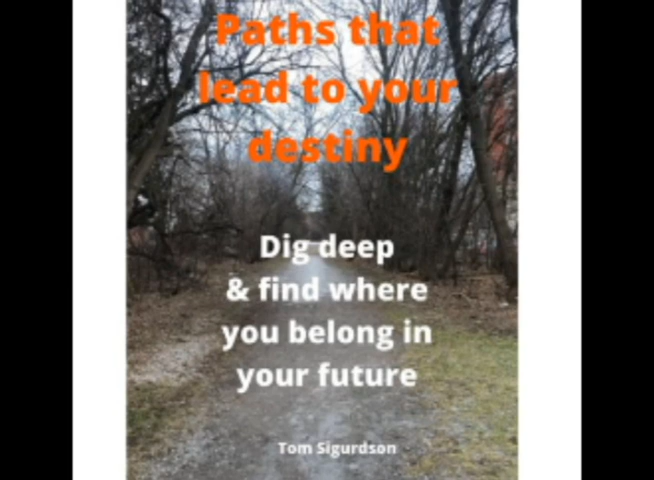 Paths that
lead to your
destiny
Dig deep
& find where
you belong in
your future
Tom Sigurdson